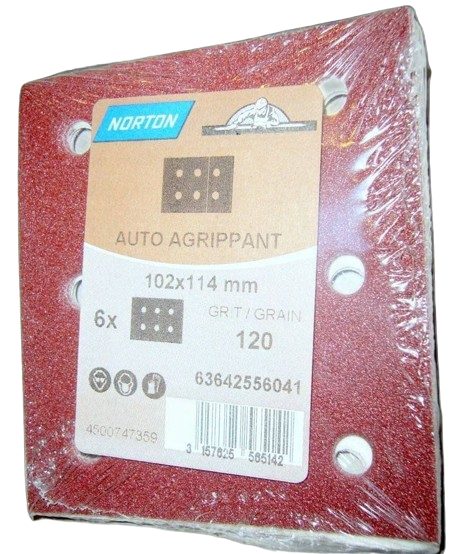 NORTON
AUTO AGRIPPANT
102x114 mm
6x
GRIT / GRAIN
120
63642556041
4500747359
3 157625 565142